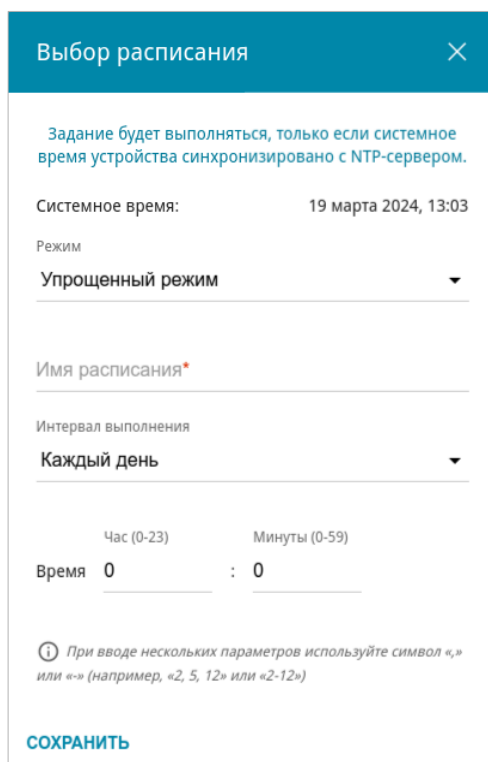 Выбор расписания
Задание будет выполняться, только если системное
время устройства синхронизировано с NTP-сервером.
Системное время: 19 марта 2024, 13:03
Режим
Упрощенный режим
Имя расписания*
Интервал выполнения
Каждый день
Час (0-23) Минуты (0-59)
Время 0 : 0
При вводе нескольких параметров используйте символ «,»
или «-» (например, «2, 5, 12» или «2-12»)
СОХРАНИТЬ